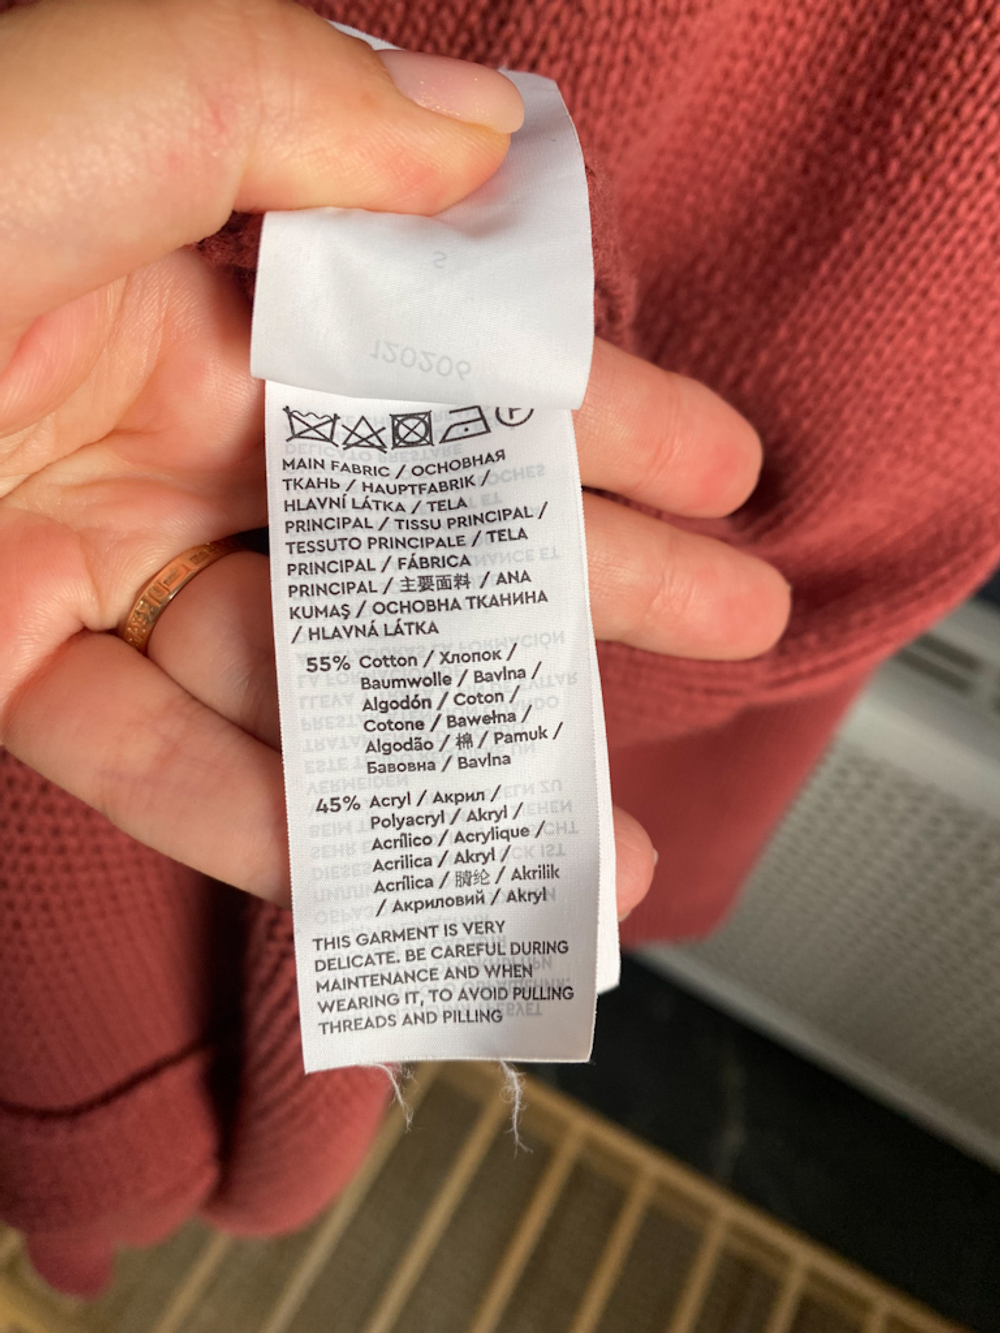 S
120206
P
MAIN FABRIC / ОСНОВНАЯ
ТКАНЬ / HAUPTFABRIK /
HLAVNÍ LÁTKA / TELA
PRINCIPAL / TISSU PRINCIPAL /
TESSUTO PRINCIPALE / TELA
PRINCIPAL / FÁBRICA
PRINCIPAL / 主要面料 / ANA
KUMAŞ / ОСНОВНА ТКАНИНА
/ HLAVNÁ LÁTKA
55% Cotton / Хлопок /
Baumwolle / Bavlna /
Algodón / Coton /
Cotone / Bawełna /
Algodão / 棉 / Pamuk /
Бавовна / Bavlna
45% Acryl / Акрил /
Polyacryl / Akryl /
Acrílico / Acrylique /
Acrilica / Akryl /
Acrílica / 腈纶 / Akrilik
/ Акриловий / Akryl
THIS GARMENT IS VERY
DELICATE. BE CAREFUL DURING
MAINTENANCE AND WHEN
WEARING IT, TO AVOID PULLING
THREADS AND PILLING